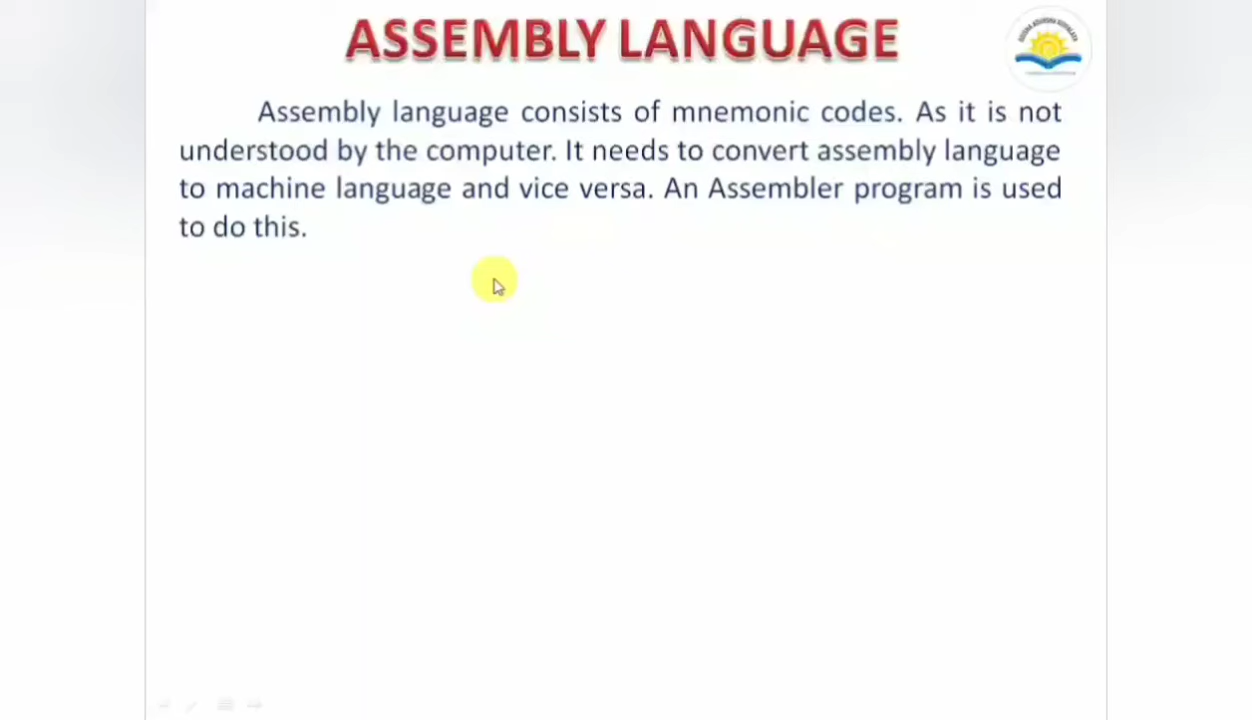 ASSEMBLY LANGUAGE
Assembly language consists of mnemonic codes. As it is not
understood by the computer. It needs to convert assembly language
to machine language and vice versa. An Assembler program is used
to do this.